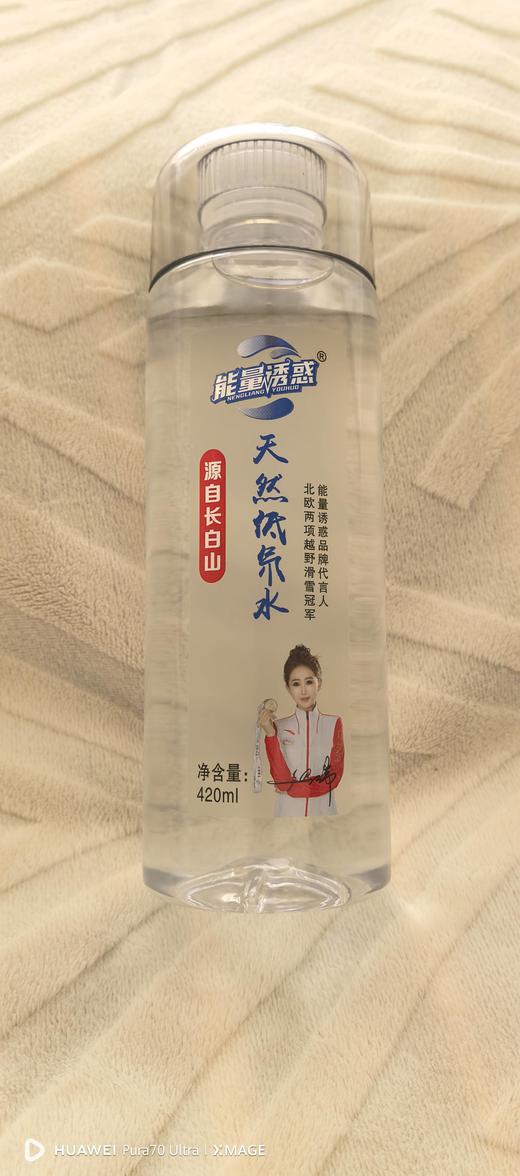 能量诱惑®
NENGLIANG YOUHUO
天然低氘水
源自长白山
能量诱惑品牌代言人
北欧两项越野滑雪冠军
净含量:
420ml
HUAWEI Pura70 Ultra | XMAGE